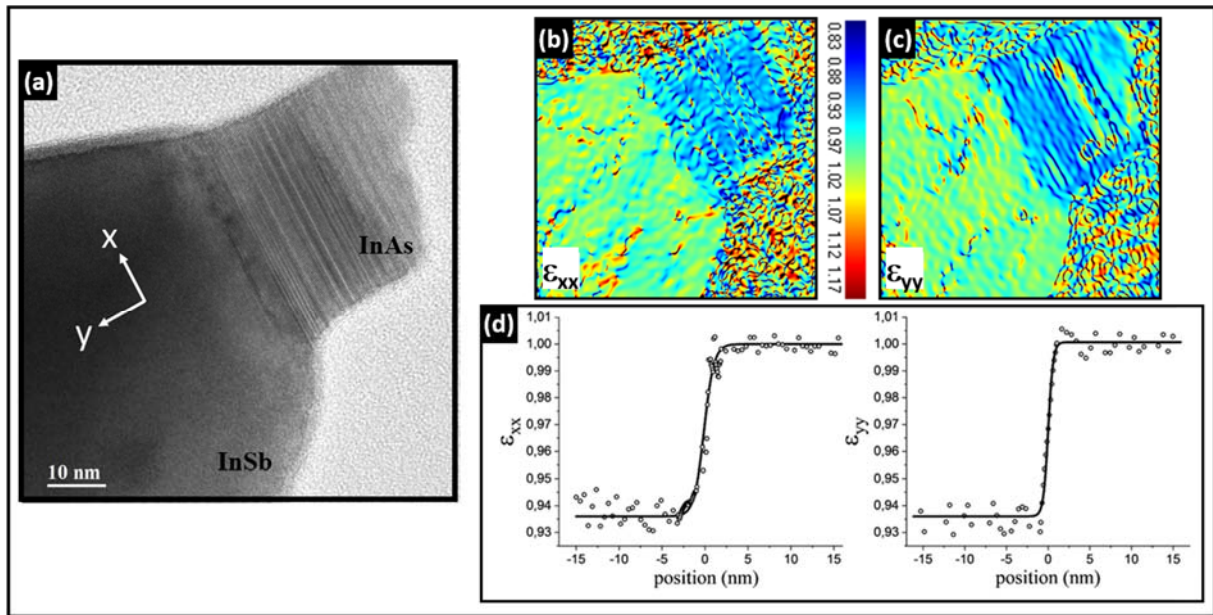 (a)
x
y
InAs
InSb
10 nm
(b)
εxx
0.83
0.88
0.93
0.97
1.02
1.07
1.12
1.17
(c)
εyy
(d)
1,01
1,00
0,99
0,98
0,97
0,96
0,95
0,94
0,93
εxx
-15 -10 -5 0 5 10 15
position (nm)
1,01
1,00
0,99
0,98
0,97
0,96
0,95
0,94
0,93
εyy
-15 -10 -5 0 5 10 15
position (nm)